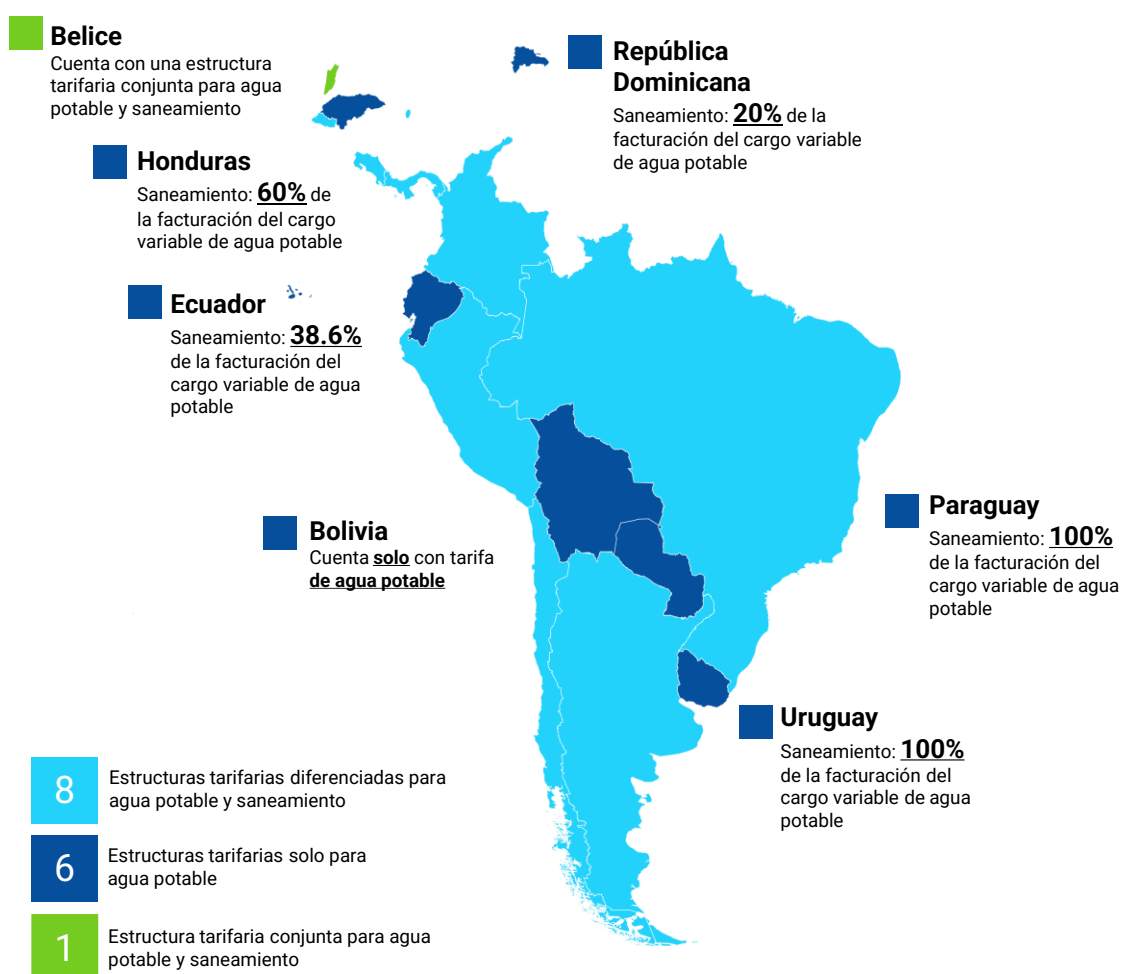 Belice
Cuenta con una estructura
tarifaria conjunta para agua
potable y saneamiento
República
Dominicana
Saneamiento: 20% de la
facturación del cargo variable
de agua potable
Honduras
Saneamiento: 60% de
la facturación del cargo
variable de agua potable
Ecuador
Saneamiento: 38.6%
de la facturación del
cargo variable de agua
potable
Bolivia
Cuenta solo con tarifa
de agua potable
Paraguay
Saneamiento: 100%
de la facturación del
cargo variable de agua
potable
Uruguay
Saneamiento: 100%
de la facturación del
cargo variable de agua
potable
8
Estructuras tarifarias diferenciadas para
agua potable y saneamiento
6
Estructuras tarifarias solo para
agua potable
1
Estructura tarifaria conjunta para agua
potable y saneamiento